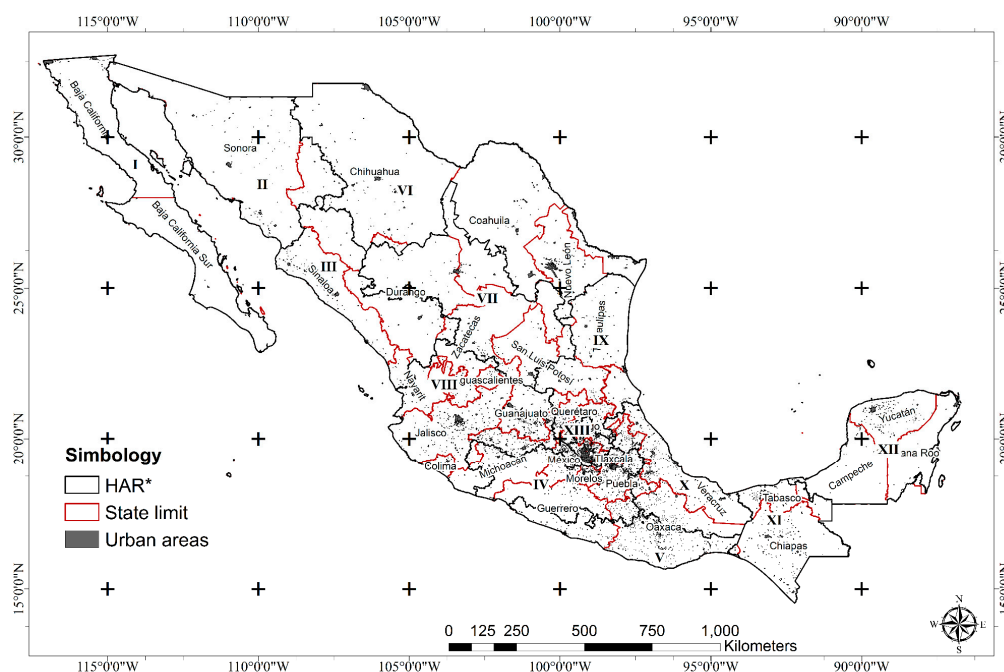 115°0'0"W 110°0'0"W 105°0'0"W 100°0'0"W 95°0'0"W 90°0'0"W
30°0'0"N
25°0'0"N
20°0'0"N
15°0'0"N
Baja California
I
Sonora
II
Chihuahua
VI
Coahuila
Baja California Sur
III
Sinaloa
Nuevo León
Durango
VII
Zacatecas
San Luis Potosí
IX
Nayarit
VIII
guascalientes
Guanajuato
Querétaro
XIII
Jalisco
Yucatán
XII
ana Roo
Campeche
Colima
Michoacan
México
Tlaxcala
Morelos
Puebla
IV
X
Veracruz
Guerrero
Oaxaca
V
Tabasco
XI
Chiapas
Simbology
HAR*
State limit
Urban areas
N
W E
S
0 125 250 500 750 1,000
Kilometers
115°0'0"W 110°0'0"W 105°0'0"W 100°0'0"W 95°0'0"W 90°0'0"W